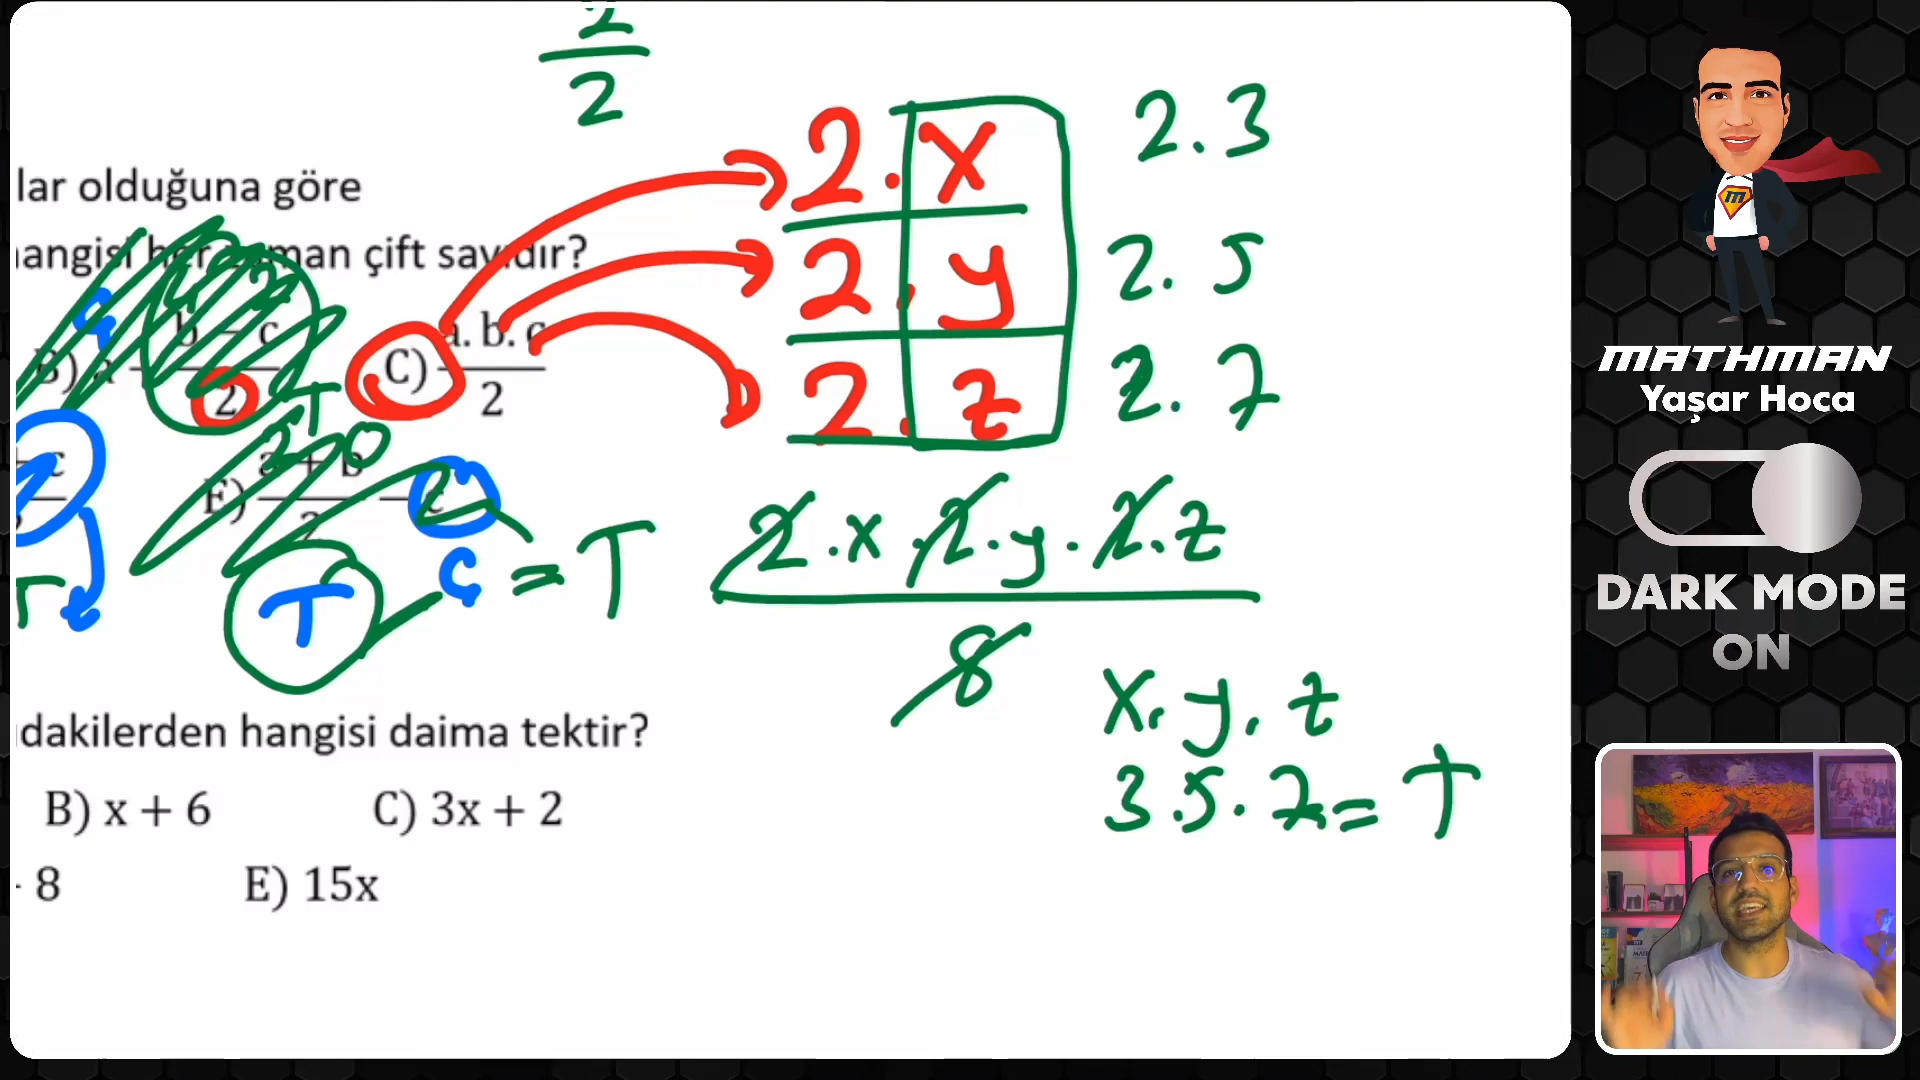 2
2
lar olduğuna göre
hangisi her zaman çift sayıdır?
B) a
b - c
2
C) a. b. c
2
E) a + b
- c
T
Ç = T
2 . x
2 . y
2 . z
2 . 3
2 . 5
2 . 7
2 . x . 2 . y . 2 . z
8
x . y . z
3 . 5 . 7 = T
dakilerden hangisi daima tektir?
B) x + 6
C) 3x + 2
- 8
E) 15x
MATHMAN
Yaşar Hoca
DARK MODE
ON